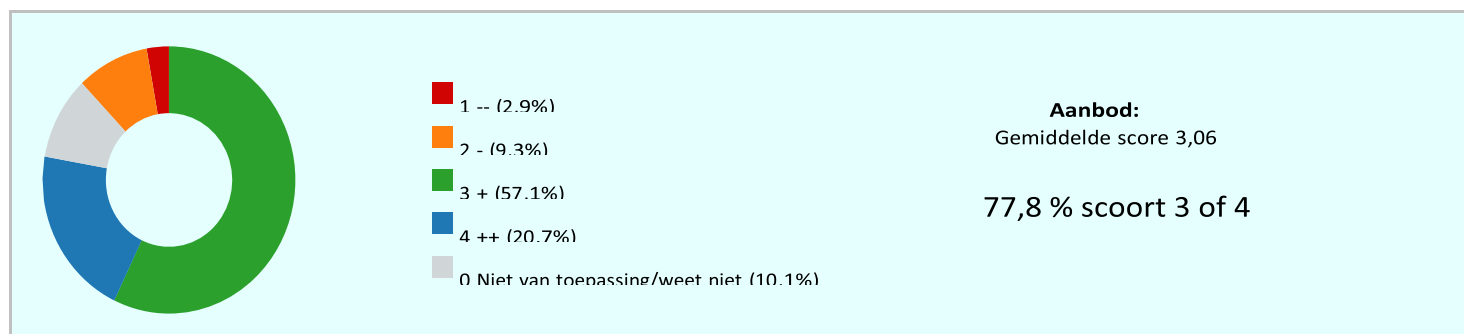 1 -- (2.9%)
2 - (9.3%)
3 + (57.1%)
4 ++ (20.7%)
0 Niet van toepassing/weet niet (10.1%)
Aanbod:
Gemiddelde score 3,06
77,8 % scoort 3 of 4